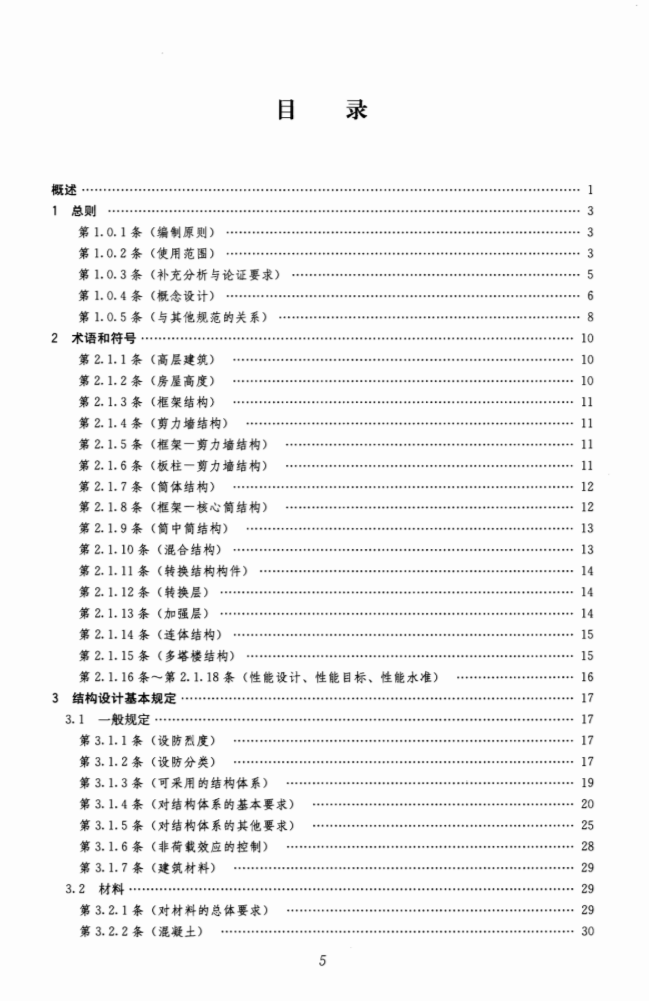 目 录
概述 …… 1
1 总则 …… 3
第 1.0.1 条（编制原则） …… 3
第 1.0.2 条（使用范围） …… 3
第 1.0.3 条（补充分析与论证要求） …… 5
第 1.0.4 条（概念设计） …… 6
第 1.0.5 条（与其他规范的关系） …… 8
2 术语和符号 …… 10
第 2.1.1 条（高层建筑） …… 10
第 2.1.2 条（房屋高度） …… 10
第 2.1.3 条（框架结构） …… 11
第 2.1.4 条（剪力墙结构） …… 11
第 2.1.5 条（框架—剪力墙结构） …… 11
第 2.1.6 条（板柱—剪力墙结构） …… 11
第 2.1.7 条（筒体结构） …… 12
第 2.1.8 条（框架—核心筒结构） …… 12
第 2.1.9 条（筒中筒结构） …… 13
第 2.1.10 条（混合结构） …… 13
第 2.1.11 条（转换结构构件） …… 14
第 2.1.12 条（转换层） …… 14
第 2.1.13 条（加强层） …… 14
第 2.1.14 条（连体结构） …… 15
第 2.1.15 条（多塔楼结构） …… 15
第 2.1.16 条～第 2.1.18 条（性能设计、性能目标、性能水准） …… 16
3 结构设计基本规定 …… 17
3.1 一般规定 …… 17
第 3.1.1 条（设防烈度） …… 17
第 3.1.2 条（设防分类） …… 17
第 3.1.3 条（可采用的结构体系） …… 19
第 3.1.4 条（对结构体系的基本要求） …… 20
第 3.1.5 条（对结构体系的其他要求） …… 25
第 3.1.6 条（非荷载效应的控制） …… 28
第 3.1.7 条（建筑材料） …… 29
3.2 材料 …… 29
第 3.2.1 条（对材料的总体要求） …… 29
第 3.2.2 条（混凝土） …… 30
5